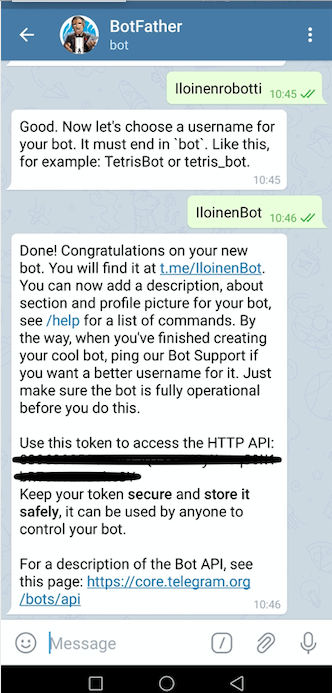 BotFather
bot
Iloinenrobotti 10:45
Good. Now let's choose a username for
your bot. It must end in `bot`. Like this,
for example: TetrisBot or tetris_bot.
10:45
IloinenBot 10:46
Done! Congratulations on your new
bot. You will find it at t.me/IloinenBot.
You can now add a description, about
section and profile picture for your bot,
see /help for a list of commands. By
the way, when you've finished creating
your cool bot, ping our Bot Support if
you want a better username for it. Just
make sure the bot is fully operational
before you do this.
Use this token to access the HTTP API:
Keep your token secure and store it
safely, it can be used by anyone to
control your bot.
For a description of the Bot API, see
this page: https://core.telegram.org
/bots/api
10:46
Message